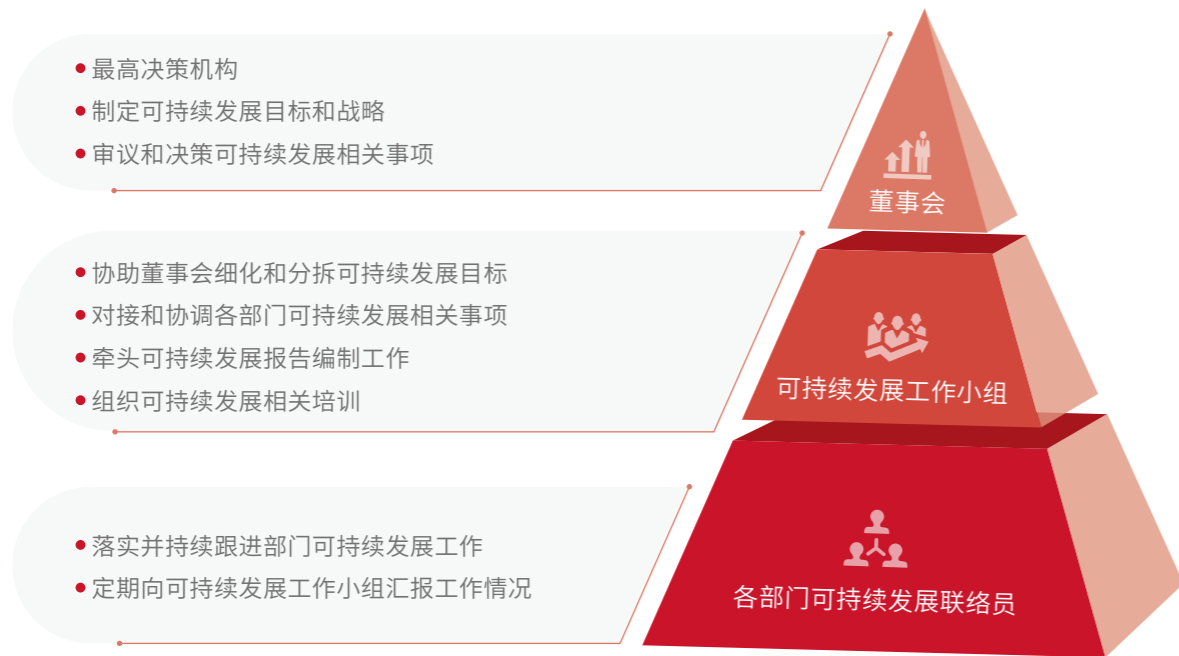 最高决策机构
制定可持续发展目标和战略
审议和决策可持续发展相关事项
董事会
协助董事会细化和分拆可持续发展目标
对接和协调各部门可持续发展相关事项
牵头可持续发展报告编制工作
组织可持续发展相关培训
可持续发展工作小组
落实并持续跟进部门可持续发展工作
定期向可持续发展工作小组汇报工作情况
各部门可持续发展联络员